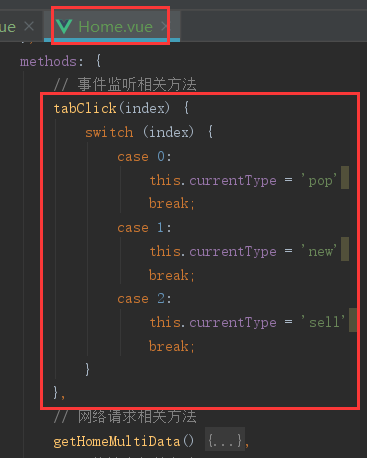 ue × Home.vue ×
methods: {
// 事件监听相关方法
tabClick(index) {
switch (index) {
case 0:
this.currentType = 'pop'
break;
case 1:
this.currentType = 'new'
break;
case 2:
this.currentType = 'sell'
break;
}
},
// 网络请求相关方法
getHomeMultiData() {...},